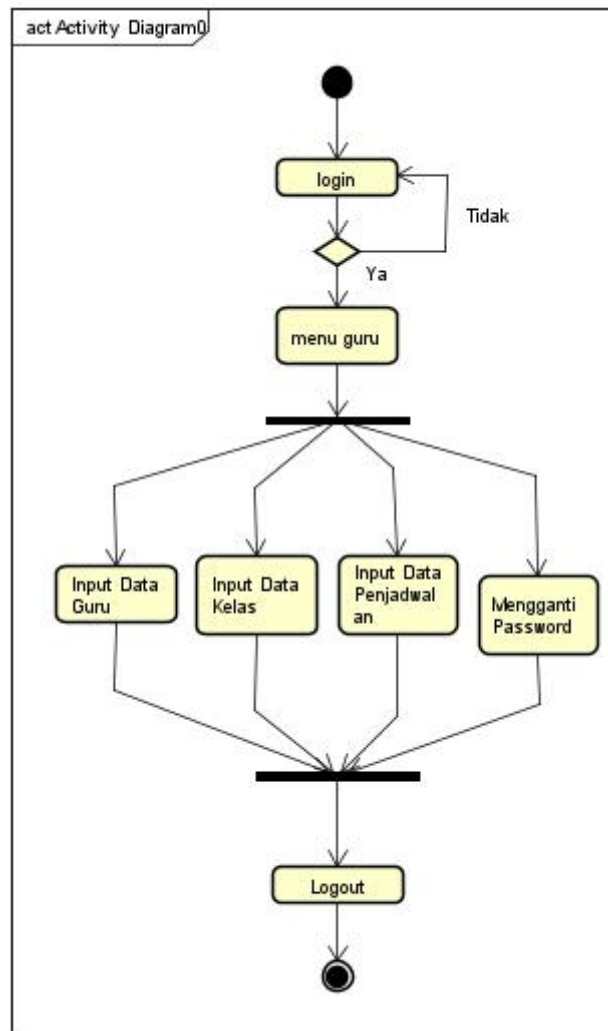 act Activity Diagram0
login
Tidak
Ya
menu guru
Input Data
Guru
Input Data
Kelas
Input Data
Penjadwal
an
Mengganti
Password
Logout